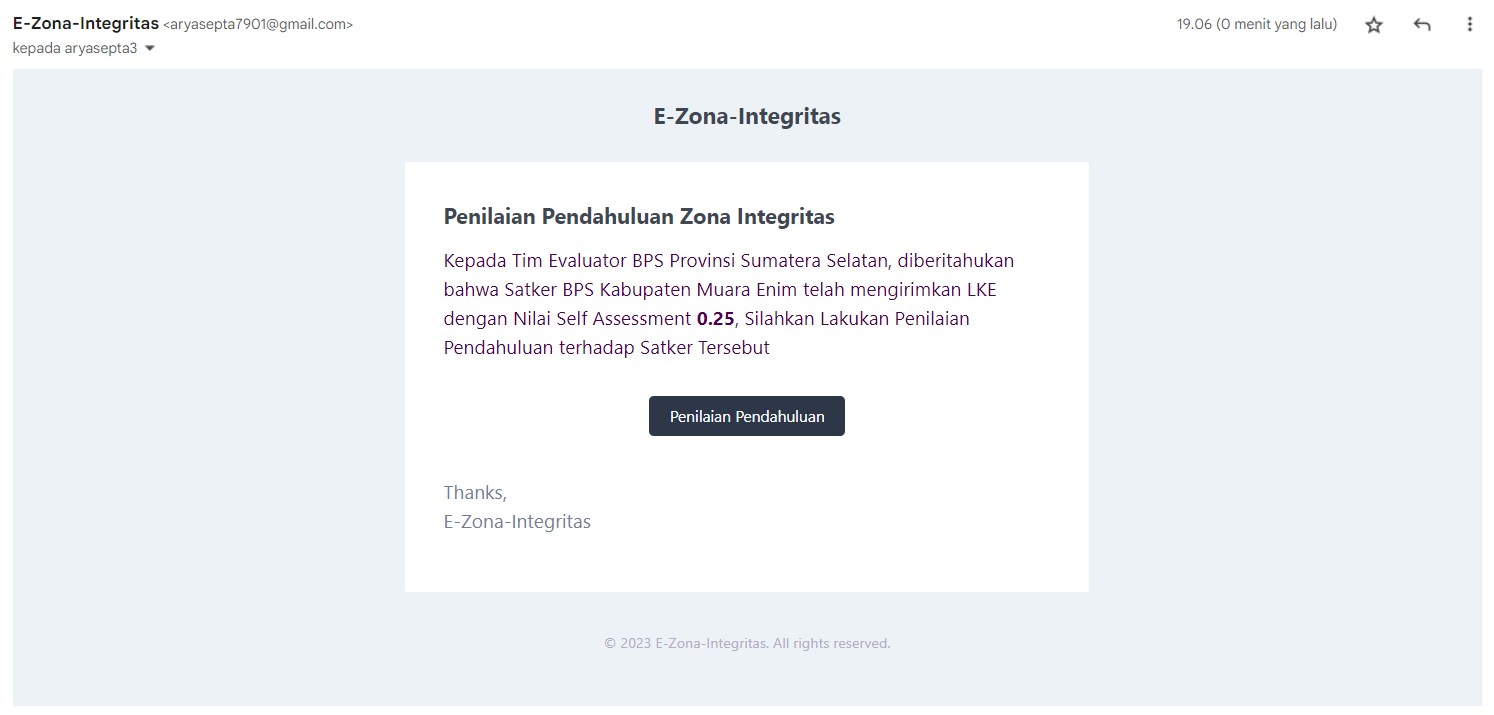 E-Zona-Integritas <aryasepta7901@gmail.com>
19.06 (0 menit yang lalu)
kepada aryasepta3
E-Zona-Integritas
Penilaian Pendahuluan Zona Integritas
Kepada Tim Evaluator BPS Provinsi Sumatera Selatan, diberitahukan
bahwa Satker BPS Kabupaten Muara Enim telah mengirimkan LKE
dengan Nilai Self Assessment 0.25, Silahkan Lakukan Penilaian
Pendahuluan terhadap Satker Tersebut
Penilaian Pendahuluan
Thanks,
E-Zona-Integritas
© 2023 E-Zona-Integritas. All rights reserved.